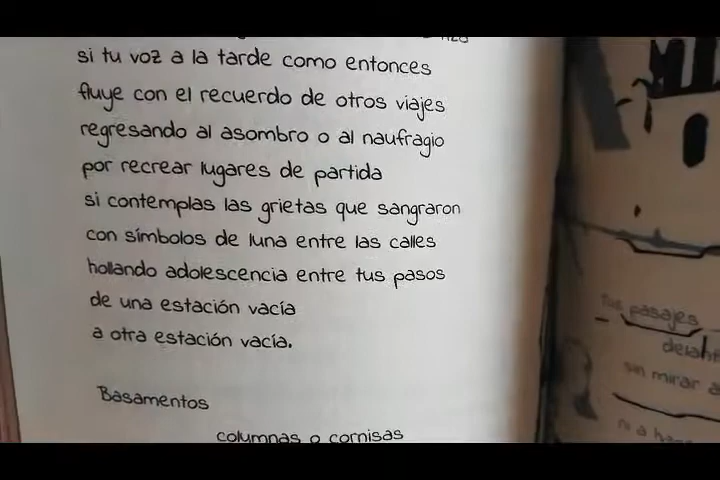 si tu voz a la tarde como entonces
fluye con el recuerdo de otros viajes
regresando al asombro o al naufragio
por recrear lugares de partida
si contemplas las grietas que sangraron
con símbolos de luna entre las calles
hollando adolescencia entre tus pasos
de una estación vacía
a otra estación vacía.
Basamentos
columnas o cornisas
tus pasajes
sin mirar a